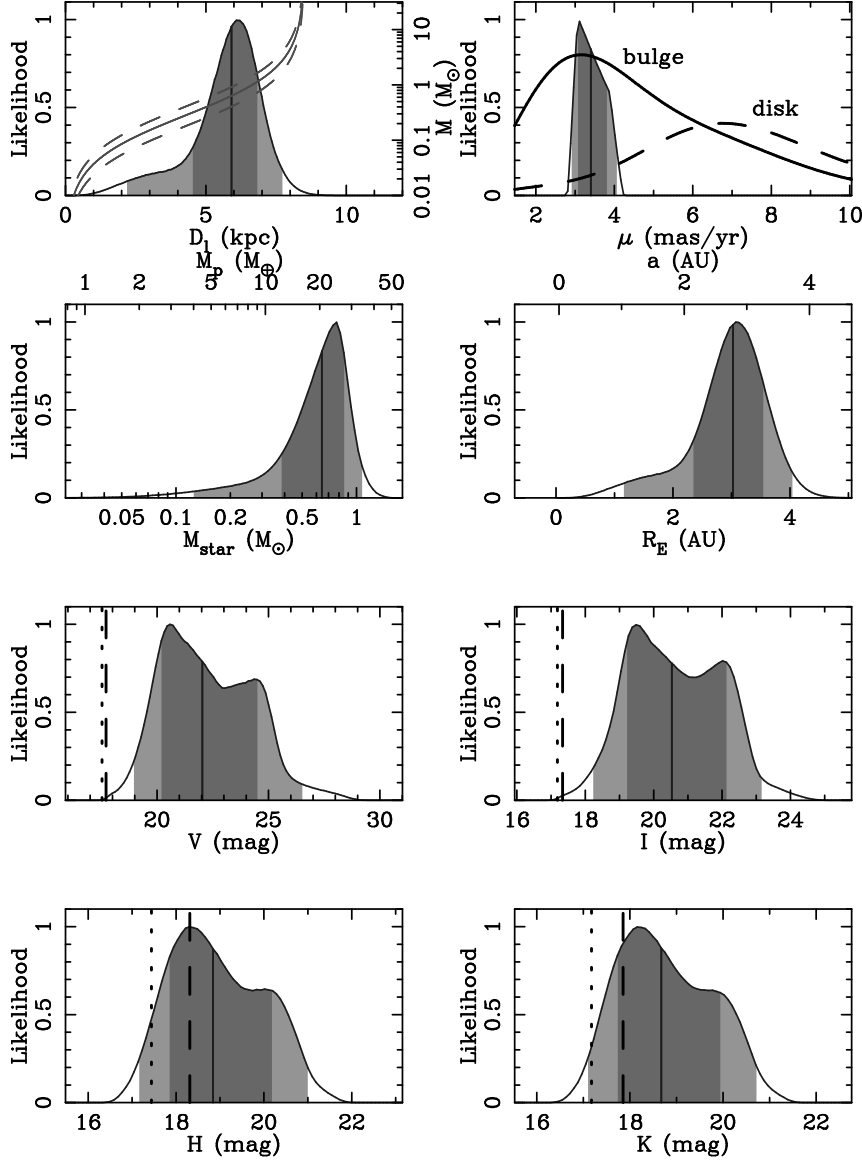 Likelihood
0 0.5 1
0 5 10
D_l (kpc)
0.01 0.1 1 10
M (M_⊙)
Likelihood
0 0.5 1
bulge
disk
2 4 6 8 10
μ (mas/yr)
M_p (M_⊕)
1 2 5 10 20 50
Likelihood
0 0.5 1
0.05 0.1 0.2 0.5 1
M_star (M_⊙)
a (AU)
0 2 4
Likelihood
0 0.5 1
0 2 4
R_E (AU)
Likelihood
0 0.5 1
20 25 30
V (mag)
Likelihood
0 0.5 1
16 18 20 22 24
I (mag)
Likelihood
0 0.5 1
16 18 20 22
H (mag)
Likelihood
0 0.5 1
16 18 20 22
K (mag)